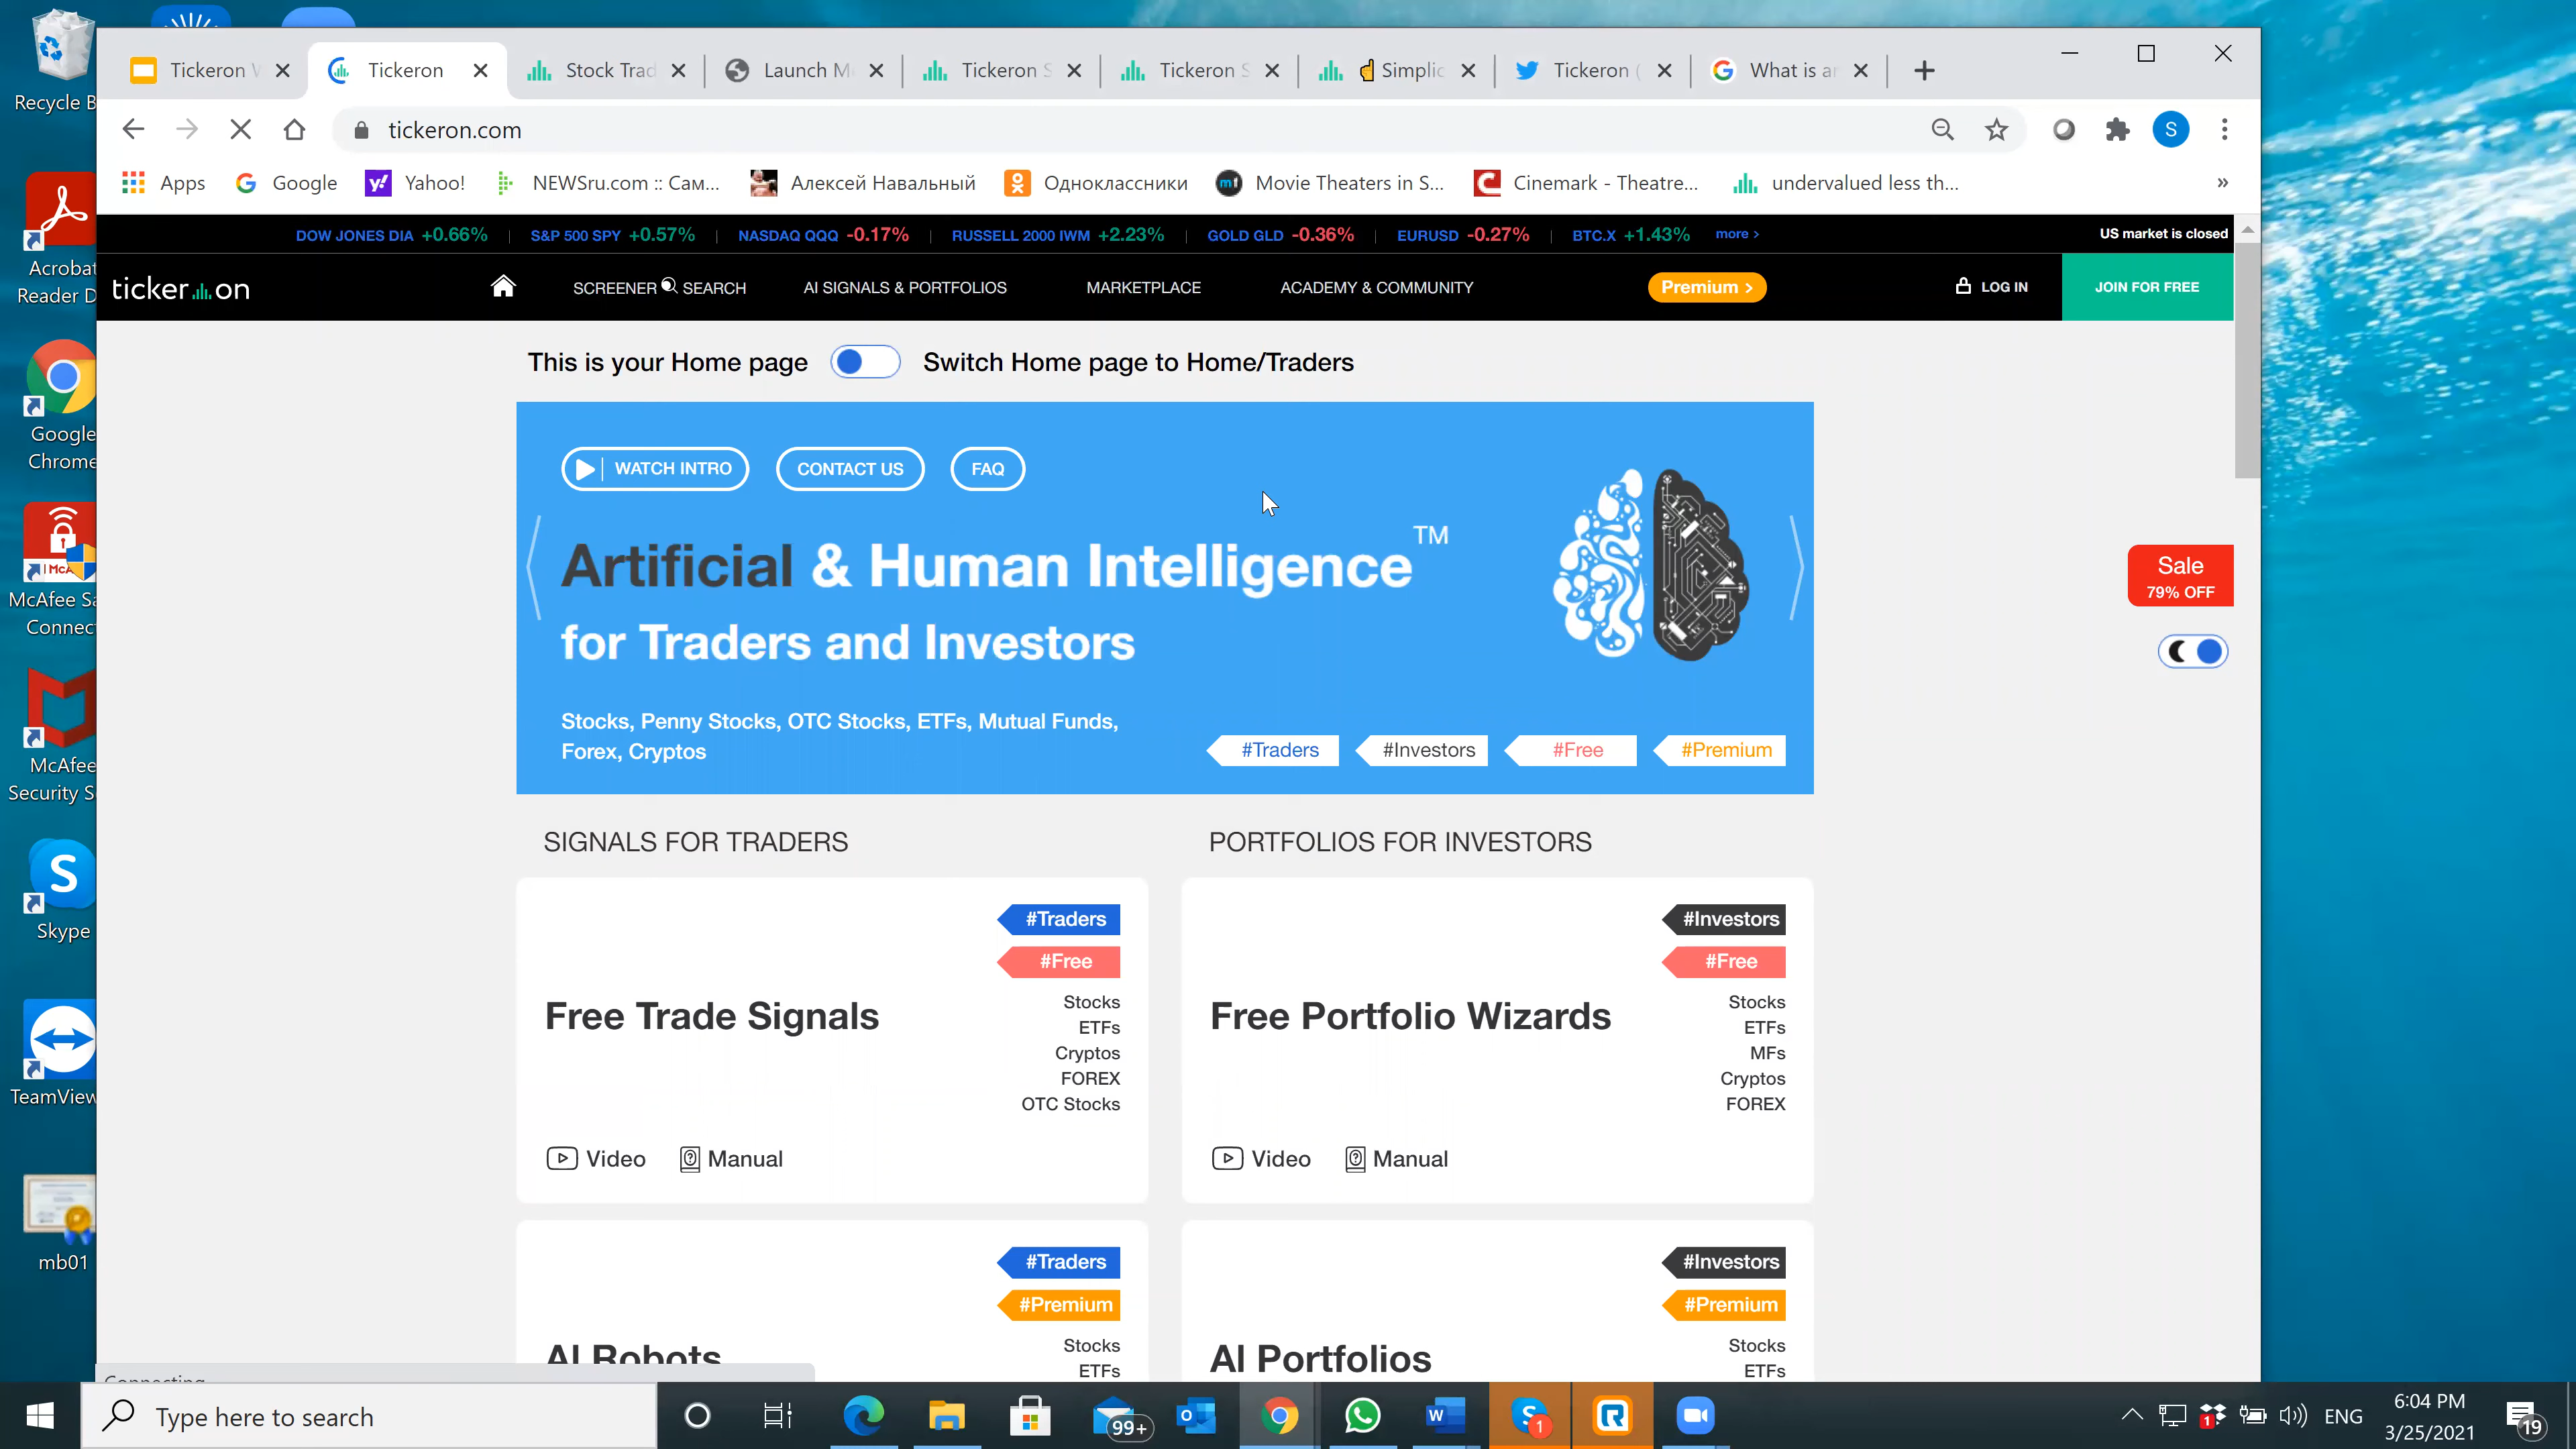 Recycle B
Acrobat
Reader D
Google
Chrome
McAfee Sa
Connect
McAfee
Security S
Skype
TeamView
mb01
Tickeron W
Tickeron
Stock Trad
Launch M
Tickeron S
Tickeron S
☝ Simplic
Tickeron (
What is an
tickeron.com
S
Apps
Google
Yahoo!
NEWSru.com :: Сам...
Алексей Навальный
Одноклассники
Movie Theaters in S...
Cinemark - Theatre...
undervalued less th...
»
DOW JONES DIA +0.66% | S&P 500 SPY +0.57% | NASDAQ QQQ -0.17% | RUSSELL 2000 IWM +2.23% | GOLD GLD -0.36% | EURUSD -0.27% | BTC.X +1.43% more > US market is closed
tickeron
SCREENER SEARCH
AI SIGNALS & PORTFOLIOS
MARKETPLACE
ACADEMY & COMMUNITY
Premium >
LOG IN
JOIN FOR FREE
This is your Home page
Switch Home page to Home/Traders
WATCH INTRO
CONTACT US
FAQ
Artificial & Human Intelligence™
for Traders and Investors
Stocks, Penny Stocks, OTC Stocks, ETFs, Mutual Funds,
Forex, Cryptos
#Traders
#Investors
#Free
#Premium
Sale
79% OFF
SIGNALS FOR TRADERS
#Traders
#Free
Free Trade Signals
Stocks
ETFs
Cryptos
FOREX
OTC Stocks
Video
Manual
PORTFOLIOS FOR INVESTORS
#Investors
#Free
Free Portfolio Wizards
Stocks
ETFs
MFs
Cryptos
FOREX
Video
Manual
#Traders
#Premium
AI Robots
Stocks
ETFs
#Investors
#Premium
AI Portfolios
Stocks
ETFs
Connecting
Type here to search
99+
1
1
ENG
6:04 PM
3/25/2021
19